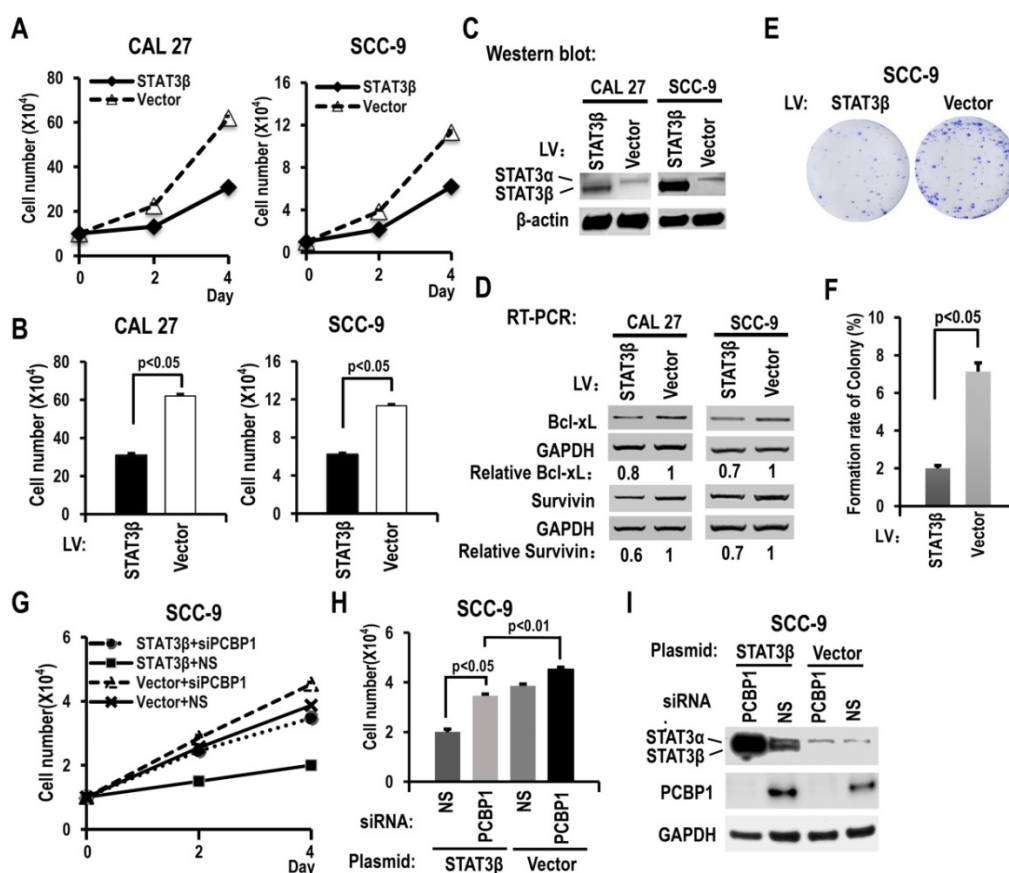 A
CAL 27
SCC-9
STAT3β
Vector
STAT3β
Vector
Cell number (X10⁴)
80
60
40
20
0
0 2 4
Day
Cell number (X10⁴)
16
12
8
4
0
0 2 4
Day
B
CAL 27
SCC-9
p<0.05
p<0.05
Cell number (X10⁴)
80
60
40
20
0
Cell number (X10⁴)
16
12
8
4
0
LV:
STAT3β
Vector
STAT3β
Vector
C
Western blot:
CAL 27 SCC-9
LV:
STAT3β
Vector
STAT3β
Vector
STAT3α
STAT3β
β-actin
D
RT-PCR:
CAL 27 SCC-9
LV:
STAT3β
Vector
STAT3β
Vector
Bcl-xL
GAPDH
Relative Bcl-xL: 0.8 1 0.7 1
Survivin
GAPDH
Relative Survivin: 0.6 1 0.7 1
E
SCC-9
LV: STAT3β Vector
F
p<0.05
Formation rate of Colony (%)
10
8
6
4
2
0
LV:
STAT3β
Vector
G
SCC-9
STAT3β+siPCBP1
STAT3β+NS
Vector+siPCBP1
Vector+NS
Cell number(X10⁴)
6
4
2
0
0 2 4
Day
H
SCC-9
p<0.01
p<0.05
Cell number(X10⁴)
6
4
2
0
siRNA:
NS
PCBP1
NS
PCBP1
Plasmid: STAT3β Vector
I
SCC-9
Plasmid: STAT3β Vector
siRNA
:
PCBP1
NS
PCBP1
NS
STAT3α
STAT3β
PCBP1
GAPDH